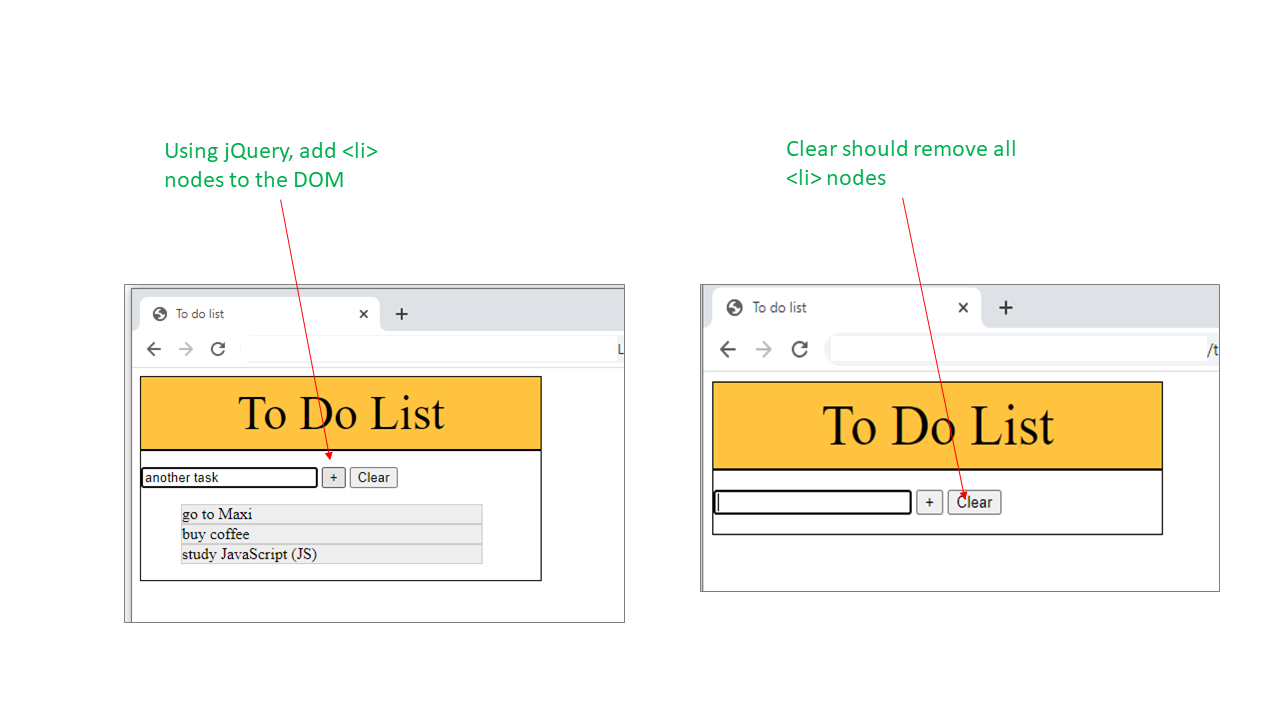 Using jQuery, add <li>
nodes to the DOM
Clear should remove all
<li> nodes
To do list
L
To Do List
another task + Clear
go to Maxi
buy coffee
study JavaScript (JS)
To do list
/t
To Do List
+ Clear